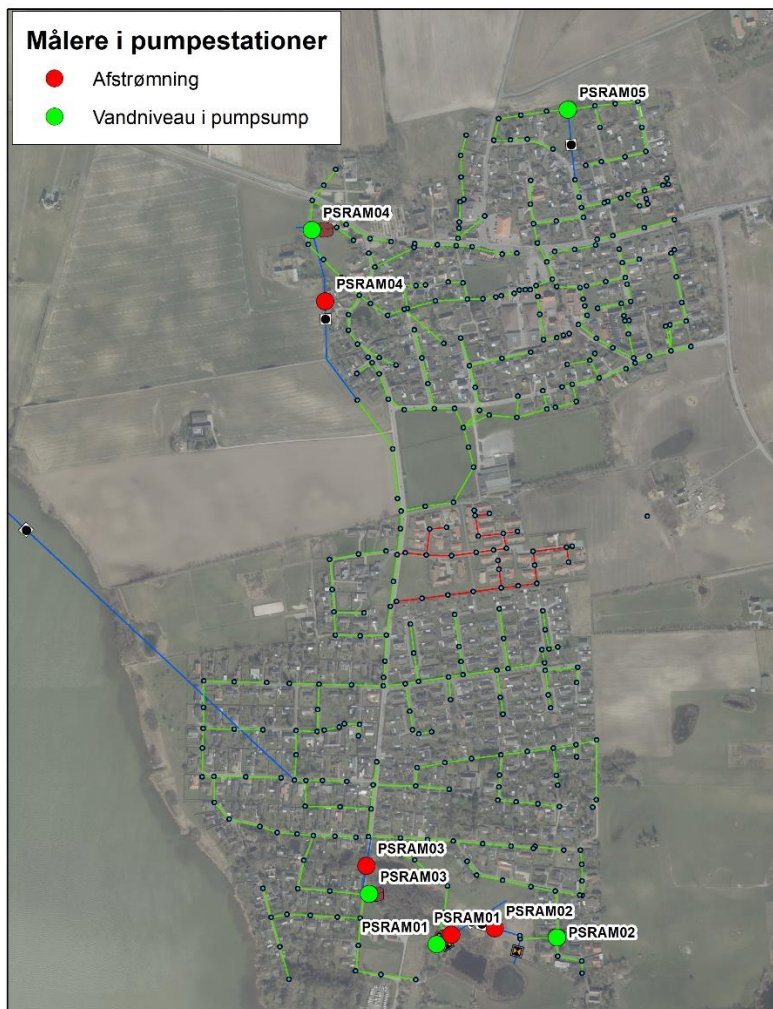 Målere i pumpestationer
Afstrømning
Vandniveau i pumpsump
PSRAM05
PSRAM04
PSRAM04
PSRAM03
PSRAM03
PSRAM01
PSRAM02
PSRAM01
PSRAM02